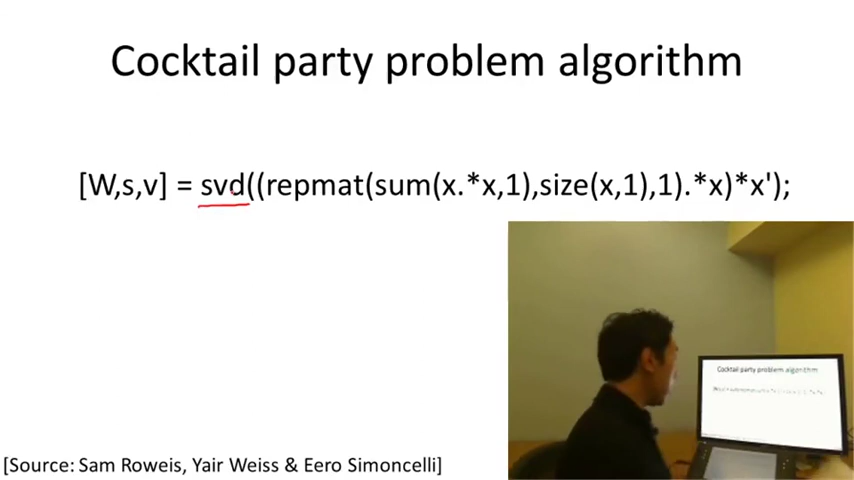 Cocktail party problem algorithm
[W,s,v] = svd((repmat(sum(x.*x,1),size(x,1),1).*x)*x');
Cocktail party problem algorithm
[Source: Sam Roweis, Yair Weiss & Eero Simoncelli]